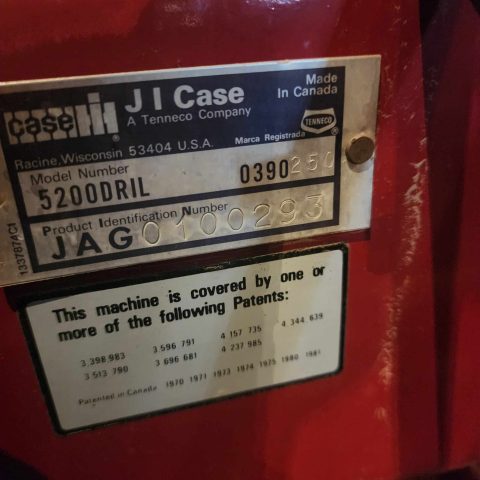 case IH
J I Case
A Tenneco Company
Made
In Canada
TENNECO
Racine, Wisconsin 53404 U.S.A.
Marca Registrada
Model Number
5200DRIL
0390250
Product Identification Number
JAG0100293
133787AC1
This machine is covered by one or
more of the following Patents:
3 398,983 3 596 791 4 157 735 4 344 639
3 513 790 3 696 681 4 237 985
Patented in Canada 1970 1971 1973 1974 1975 1980 1981